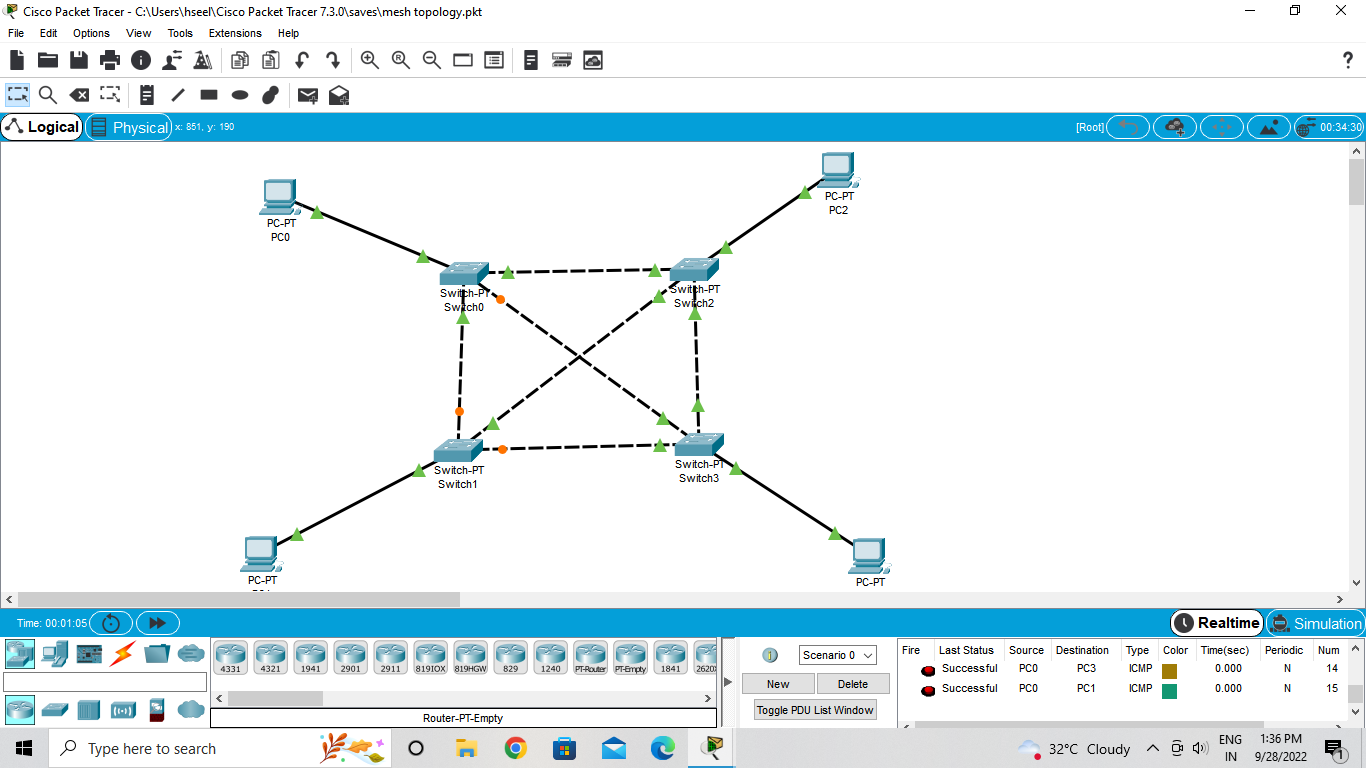 Cisco Packet Tracer - C:\Users\hseel\Cisco Packet Tracer 7.3.0\saves\mesh topology.pkt
File Edit Options View Tools Extensions Help
Logical Physical x: 851, y: 190 [Root] 00:34:30
PC-PT
PC0
PC-PT
PC2
Switch-PT
Switch0
Switch-PT
Switch2
Switch-PT
Switch1
Switch-PT
Switch3
PC-PT
PC-PT
Time: 00:01:05 Realtime Simulation
4331 4321 1941 2901 2911 819IOX 819HGW 829 1240 PT-Router PT-Empty 1841 2620X
Router-PT-Empty
Scenario 0
New Delete
Toggle PDU List Window
Fire Last Status Source Destination Type Color Time(sec) Periodic Num
Successful PC0 PC3 ICMP 0.000 N 14
Successful PC0 PC1 ICMP 0.000 N 15
Type here to search
32°C Cloudy
ENG
IN
1:36 PM
9/28/2022
1